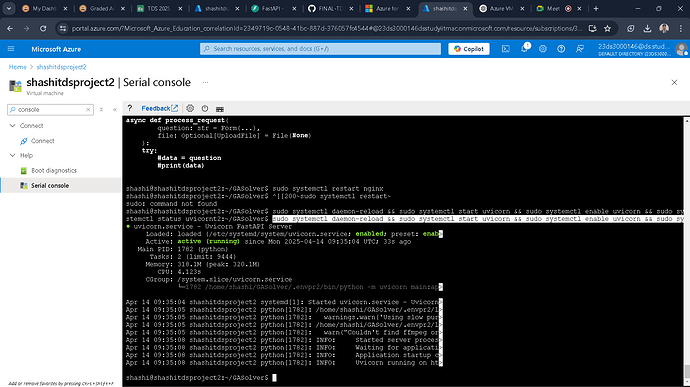 My Dashbo
Graded As
TDS 2025
shashitds
FastAPI -
FINAL-TD
Azure for
shashitds
Azure VM
Meet
portal.azure.com/?Microsoft_Azure_Education_correlationId=2349719c-0548-41bc-887d-376057fc4544#@23ds3000146dsstudyiitmaconmicrosoft.com/resource/subscriptions/3...
Microsoft Azure
Search resources, services, and docs (G+/)
Copilot
23ds3000146@ds.stud...
DEFAULT DIRECTORY (23DS300...
Home > shashitdsproject2
shashitdsproject2 | Serial console
Virtual machine
console
Connect
Connect
Help
Boot diagnostics
Serial console
Feedback
async def process_request(
question: str = Form(...),
file: Optional[UploadFile] = File(None)
):
try:
#data = question
#print(data)
shashi@shashitdsproject2:~/GASolver$ sudo systemctl restart nginx
shashi@shashitdsproject2:~/GASolver$ ^[[200~sudo systemctl restart~
sudo: command not found
shashi@shashitdsproject2:~/GASolver$ sudo systemctl daemon-reload && sudo systemctl start uvicorn && sudo systemctl enable uvicorn && sudo sy
stemctl status uvicorn sudo systemctl daemon-reload && sudo systemctl start uvicorn && sudo systemctl enable uvicorn && sudo sy
● uvicorn.service - Uvicorn FastAPI Server
Loaded: loaded (/etc/systemd/system/uvicorn.service; enabled; preset: enab>
Active: active (running) since Mon 2025-04-14 09:35:04 UTC; 33s ago
Main PID: 1782 (python)
Tasks: 2 (limit: 9444)
Memory: 318.1M (peak: 320.1M)
CPU: 4.123s
CGroup: /system.slice/uvicorn.service
└─1782 /home/shashi/GASolver/.envpr2/bin/python -m uvicorn main:ap>
Apr 14 09:35:04 shashitdsproject2 systemd[1]: Started uvicorn.service - Uvicorn>
Apr 14 09:35:05 shashitdsproject2 python[1782]: /home/shashi/GASolver/.envpr2/l>
Apr 14 09:35:05 shashitdsproject2 python[1782]: warnings.warn('Using slow pur>
Apr 14 09:35:05 shashitdsproject2 python[1782]: /home/shashi/GASolver/.envpr2/l>
Apr 14 09:35:05 shashitdsproject2 python[1782]: warn("Couldn't find ffmpeg or>
Apr 14 09:35:08 shashitdsproject2 python[1782]: INFO: Started server proces>
Apr 14 09:35:08 shashitdsproject2 python[1782]: INFO: Waiting for applicati>
Apr 14 09:35:08 shashitdsproject2 python[1782]: INFO: Application startup c>
Apr 14 09:35:08 shashitdsproject2 python[1782]: INFO: Uvicorn running on ht>
shashi@shashitdsproject2:~/GASolver$
Add or remove favorites by pressing Ctrl+Shift+F